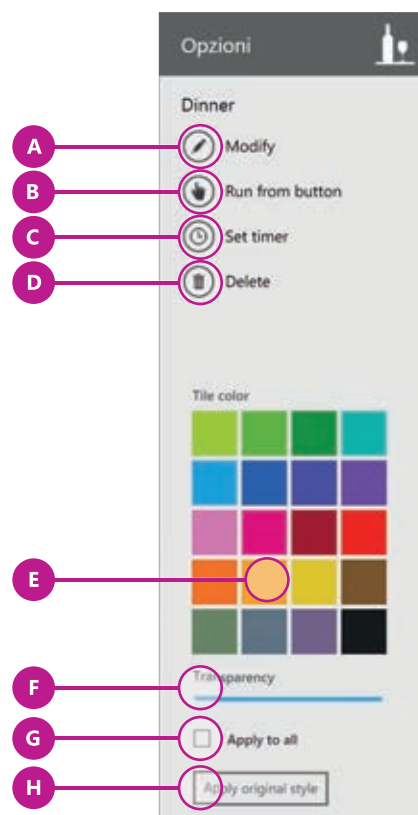 Opzioni
Dinner
A Modify
B Run from button
C Set timer
D Delete
Tile color
E
F Transparency
G Apply to all
H Apply original style